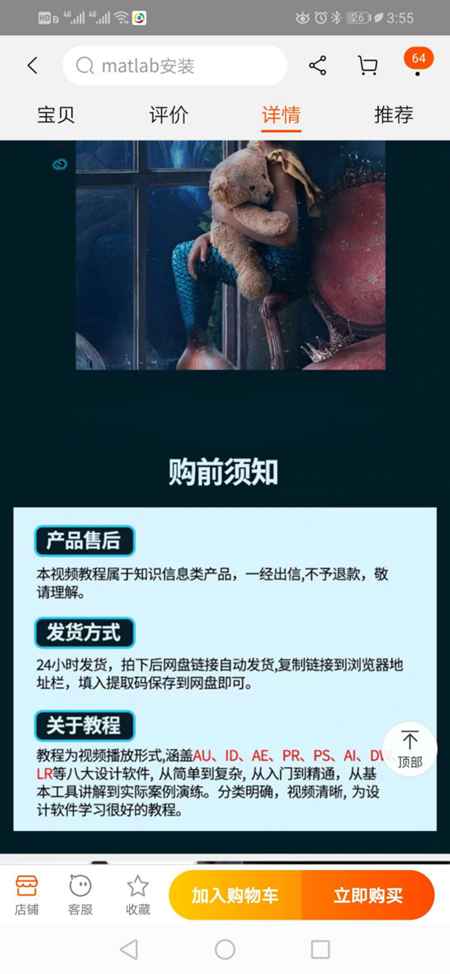 3:55
matlab安装
64
宝贝 评价 详情 推荐
购前须知
产品售后
本视频教程属于知识信息类产品，一经出信,不予退款，敬
请理解。
发货方式
24小时发货，拍下后网盘链接自动发货,复制链接到浏览器地
址栏，填入提取码保存到网盘即可。
关于教程
教程为视频播放形式,涵盖AU、ID、AE、PR、PS、AI、DW
LR等八大设计软件, 从简单到复杂, 从入门到精通，从基
本工具讲解到实际案例演练。分类明确，视频清晰, 为设
计软件学习很好的教程。
顶部
店铺 客服 收藏 加入购物车 立即购买